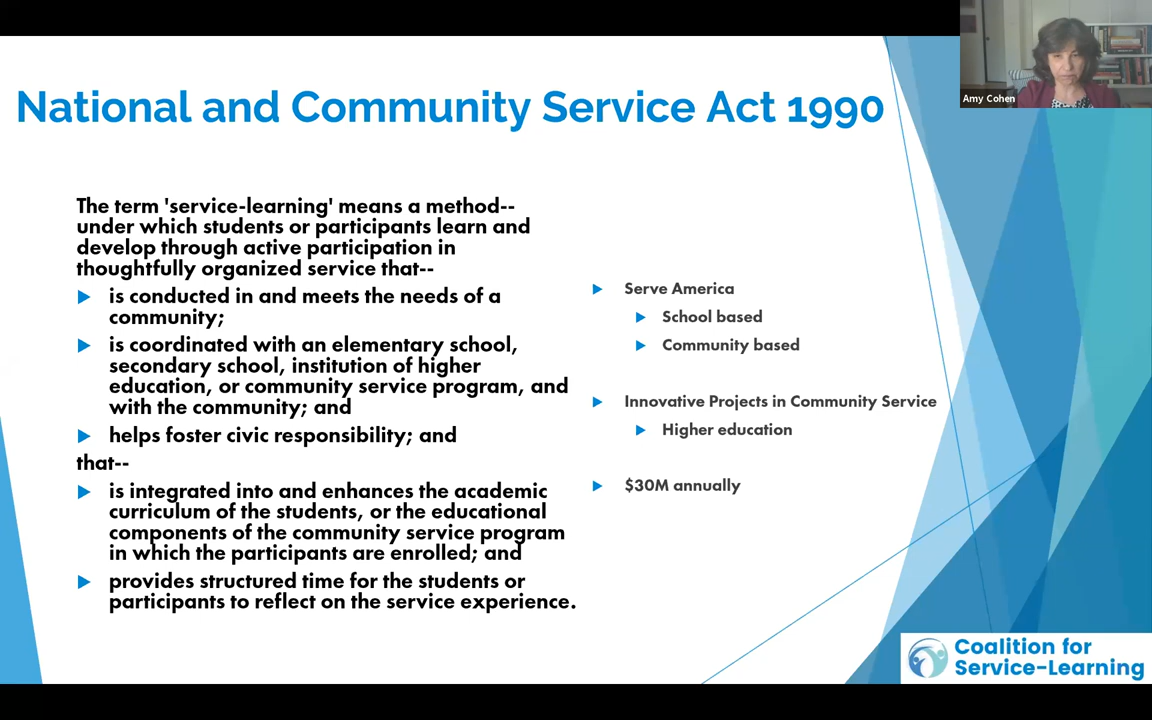 National and Community Service Act 1990
Amy Cohen
The term 'service-learning' means a method--
under which students or participants learn and
develop through active participation in
thoughtfully organized service that--
is conducted in and meets the needs of a
community;
is coordinated with an elementary school,
secondary school, institution of higher
education, or community service program, and
with the community; and
helps foster civic responsibility; and
that--
is integrated into and enhances the academic
curriculum of the students, or the educational
components of the community service program
in which the participants are enrolled; and
provides structured time for the students or
participants to reflect on the service experience.
Serve America
School based
Community based
Innovative Projects in Community Service
Higher education
$30M annually
Coalition for
Service-Learning